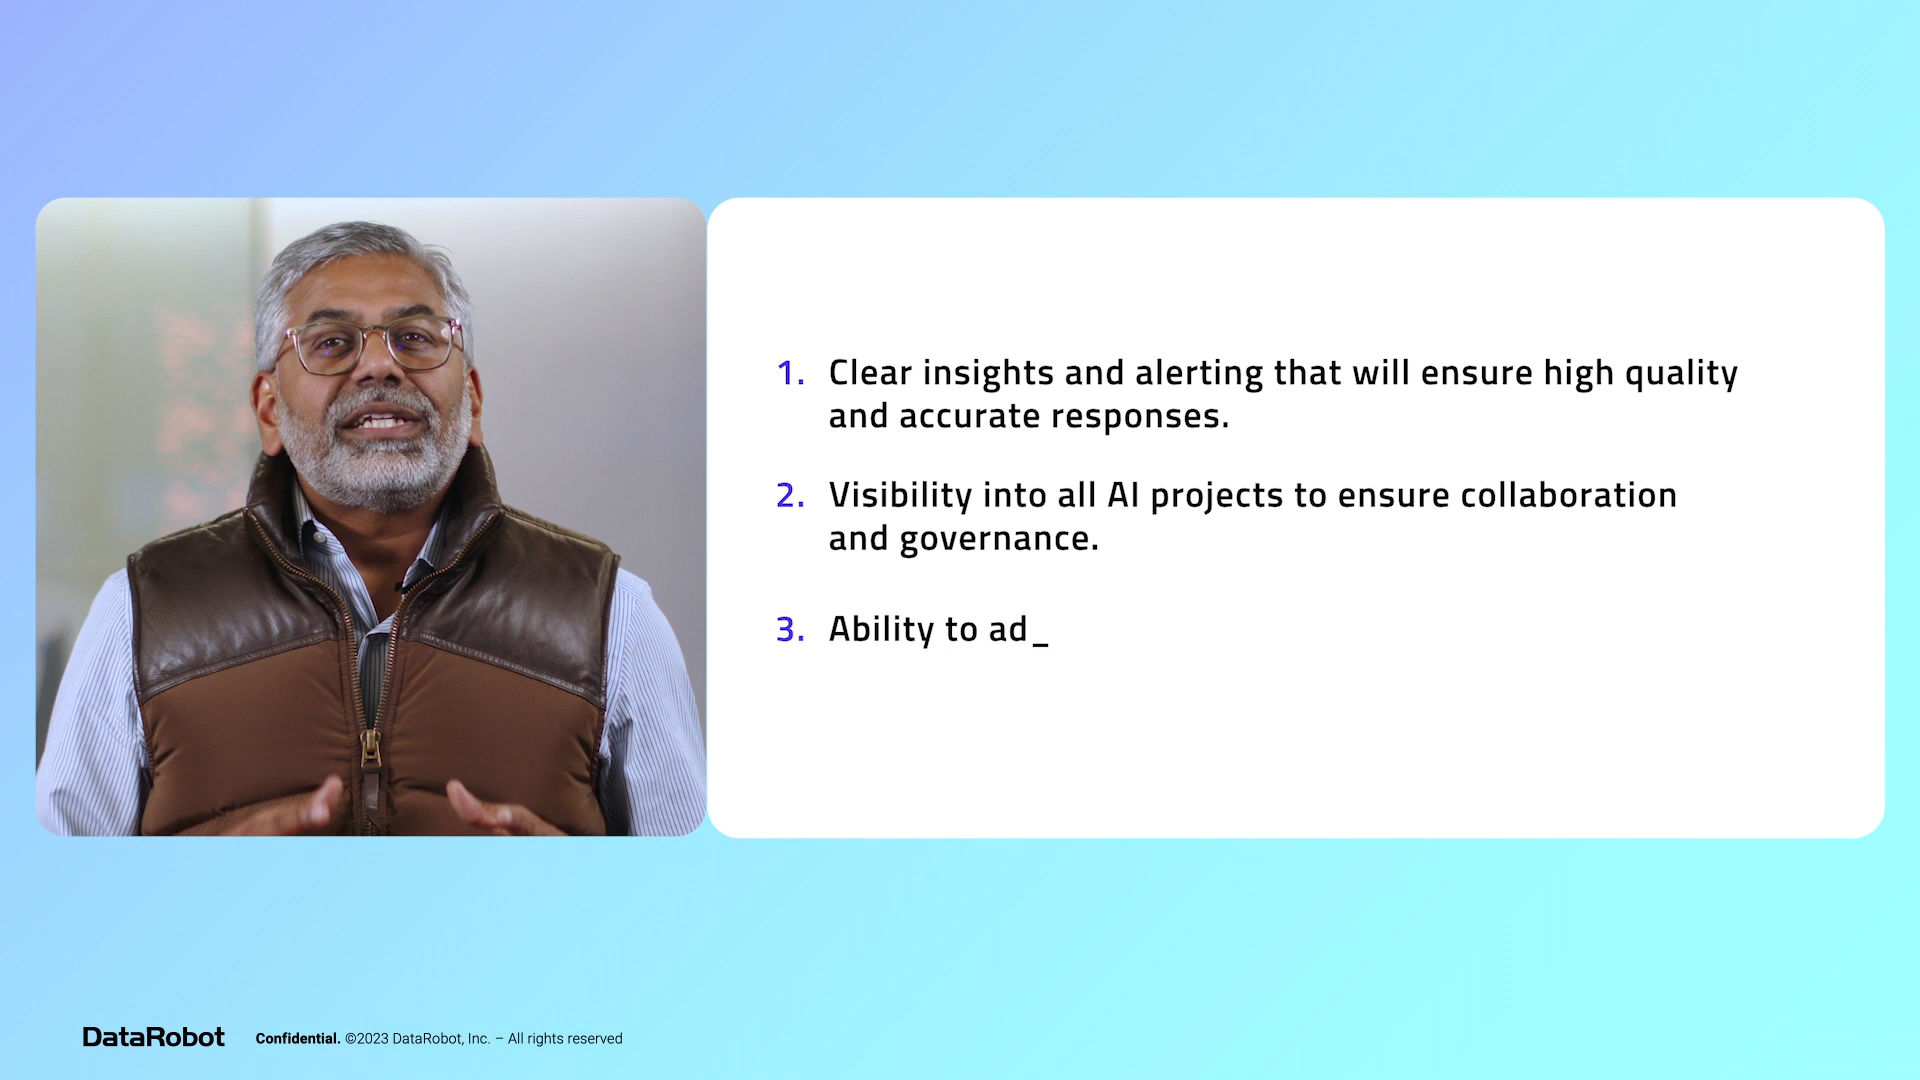 1. Clear insights and alerting that will ensure high quality
and accurate responses.
2. Visibility into all AI projects to ensure collaboration
and governance.
3. Ability to ad_
DataRobot Confidential. ©2023 DataRobot, Inc. – All rights reserved